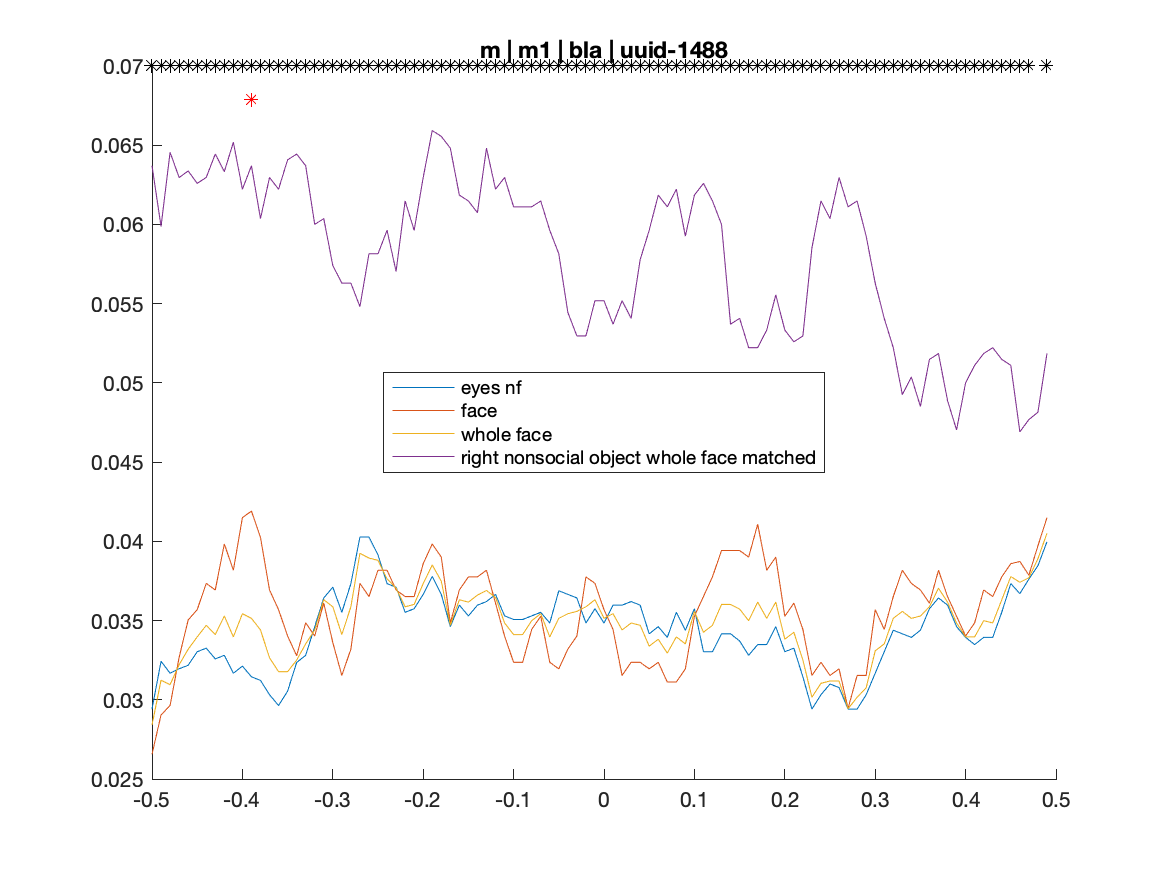 m | m1 | bla | uuid-1488
0.07
0.065
0.06
0.055
0.05
0.045
0.04
0.035
0.03
0.025
eyes nf
face
whole face
right nonsocial object whole face matched
-0.5 -0.4 -0.3 -0.2 -0.1 0 0.1 0.2 0.3 0.4 0.5